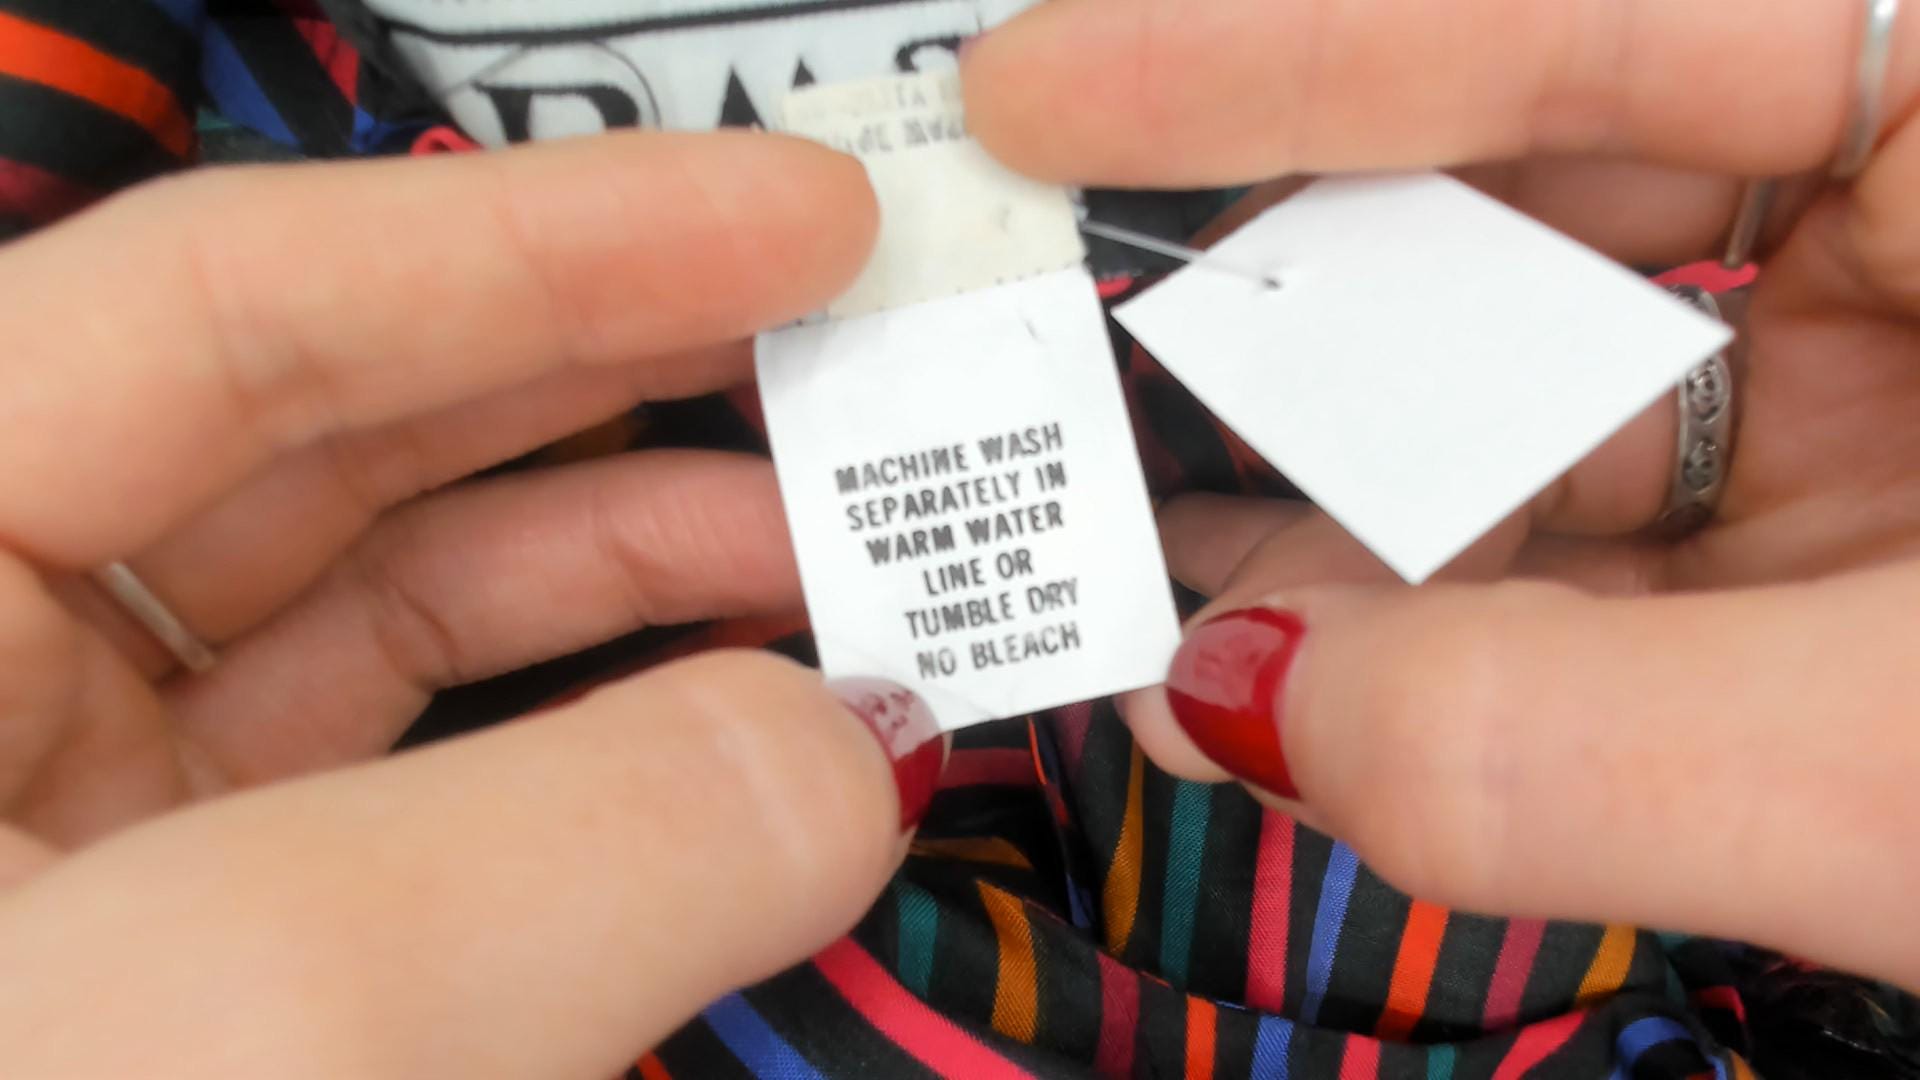 MACHINE WASH
SEPARATELY IN
WARM WATER
LINE OR
TUMBLE DRY
NO BLEACH